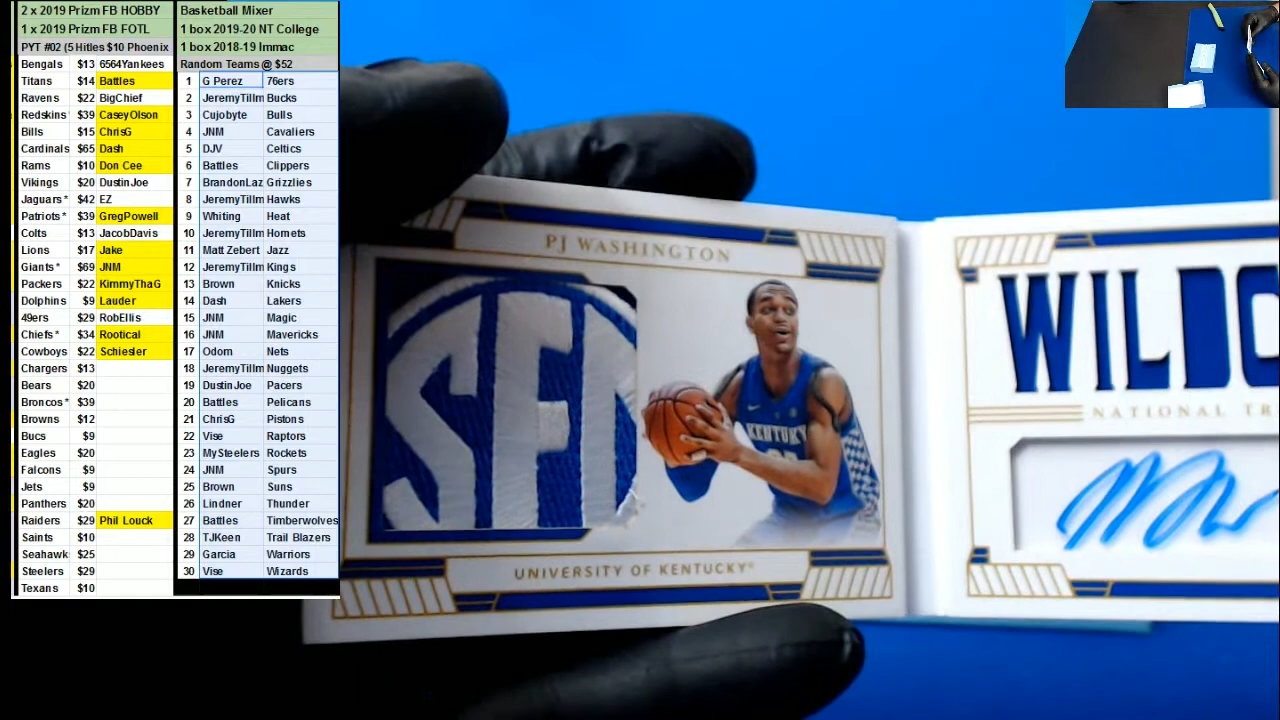 2 x 2019 Prizm FB HOBBY
1 x 2019 Prizm FB FOTL
PYT #02 (5 Hitles $10 Phoenix
Bengals $13 6564Yankees
Titans $14 Battles
Ravens $22 BigChief
Redskins $39 CaseyOlson
Bills $15 ChrisG
Cardinals $65 Dash
Rams $10 Don Cee
Vikings $20 DustinJoe
Jaguars * $42 EZ
Patriots * $39 GregPowell
Colts $13 JacobDavis
Lions $17 Jake
Giants * $69 JNM
Packers $22 KimmyThaG
Dolphins $9 Lauder
49ers $29 RobEllis
Chiefs * $34 Rootical
Cowboys $22 Schiesler
Chargers $13
Bears $20
Broncos * $39
Browns $12
Bucs $9
Eagles $20
Falcons $9
Jets $9
Panthers $20
Raiders $29 Phil Louck
Saints $10
Seahawk $25
Steelers $29
Texans $10
Basketball Mixer
1 box 2019-20 NT College
1 box 2018-19 Immac
Random Teams @ $52
1 G Perez 76ers
2 JeremyTillm Bucks
3 Cujobyte Bulls
4 JNM Cavaliers
5 DJV Celtics
6 Battles Clippers
7 BrandonLaz Grizzlies
8 JeremyTillm Hawks
9 Whiting Heat
10 JeremyTillm Hornets
11 Matt Zebert Jazz
12 JeremyTillm Kings
13 Brown Knicks
14 Dash Lakers
15 JNM Magic
16 JNM Mavericks
17 Odom Nets
18 JeremyTillm Nuggets
19 DustinJoe Pacers
20 Battles Pelicans
21 ChrisG Pistons
22 Vise Raptors
23 MySteelers Rockets
24 JNM Spurs
25 Brown Suns
26 Lindner Thunder
27 Battles Timberwolves
28 TJKeen Trail Blazers
29 Garcia Warriors
30 Vise Wizards
PJ WASHINGTON
SEC
KENTUCKY
UNIVERSITY OF KENTUCKY®
WILDC
NATIONAL TR